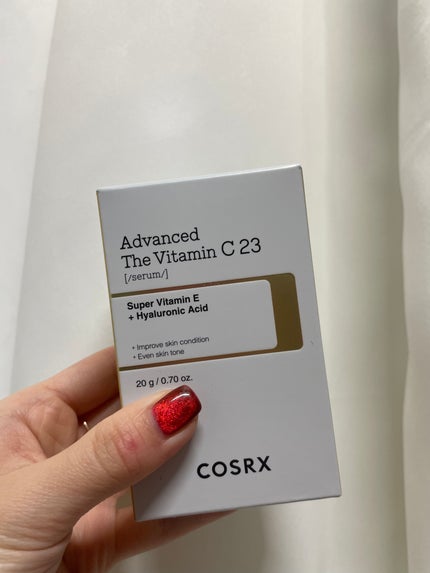 Advanced
The Vitamin C 23
[/serum/]
Super Vitamin E
+ Hyaluronic Acid
• Improve skin condition
• Even skin tone
20 g / 0.70 oz.
COSRX